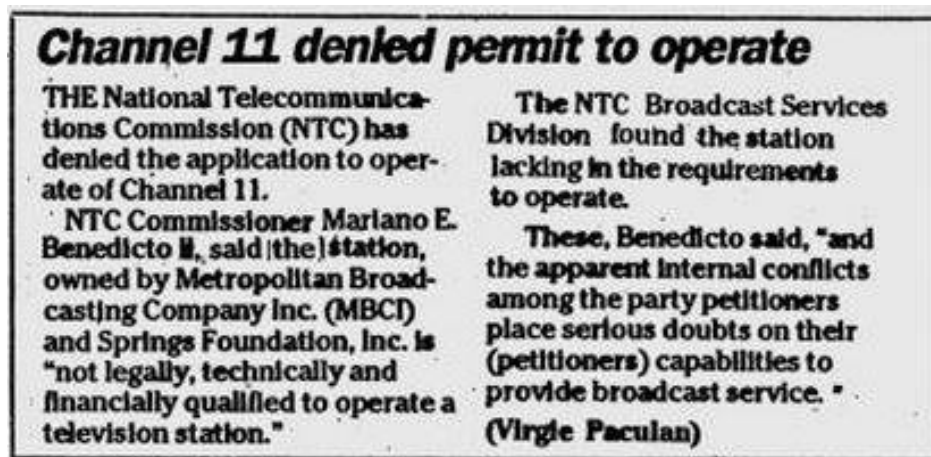 Channel 11 denied permit to operate
THE National Telecommunica-
tions Commission (NTC) has
denied the application to oper-
ate of Channel 11.
NTC Commissioner Mariano E.
Benedicto II, said the station,
owned by Metropolitan Broad-
casting Company Inc. (MBCI)
and Springs Foundation, Inc. is
"not legally, technically and
financially qualified to operate a
television station."
The NTC Broadcast Services
Division found the station
lacking in the requirements
to operate.
These, Benedicto said, "and
the apparent internal conflicts
among the party petitioners
place serious doubts on their
(petitioners) capabilities to
provide broadcast service. "
(Virgie Paculan)